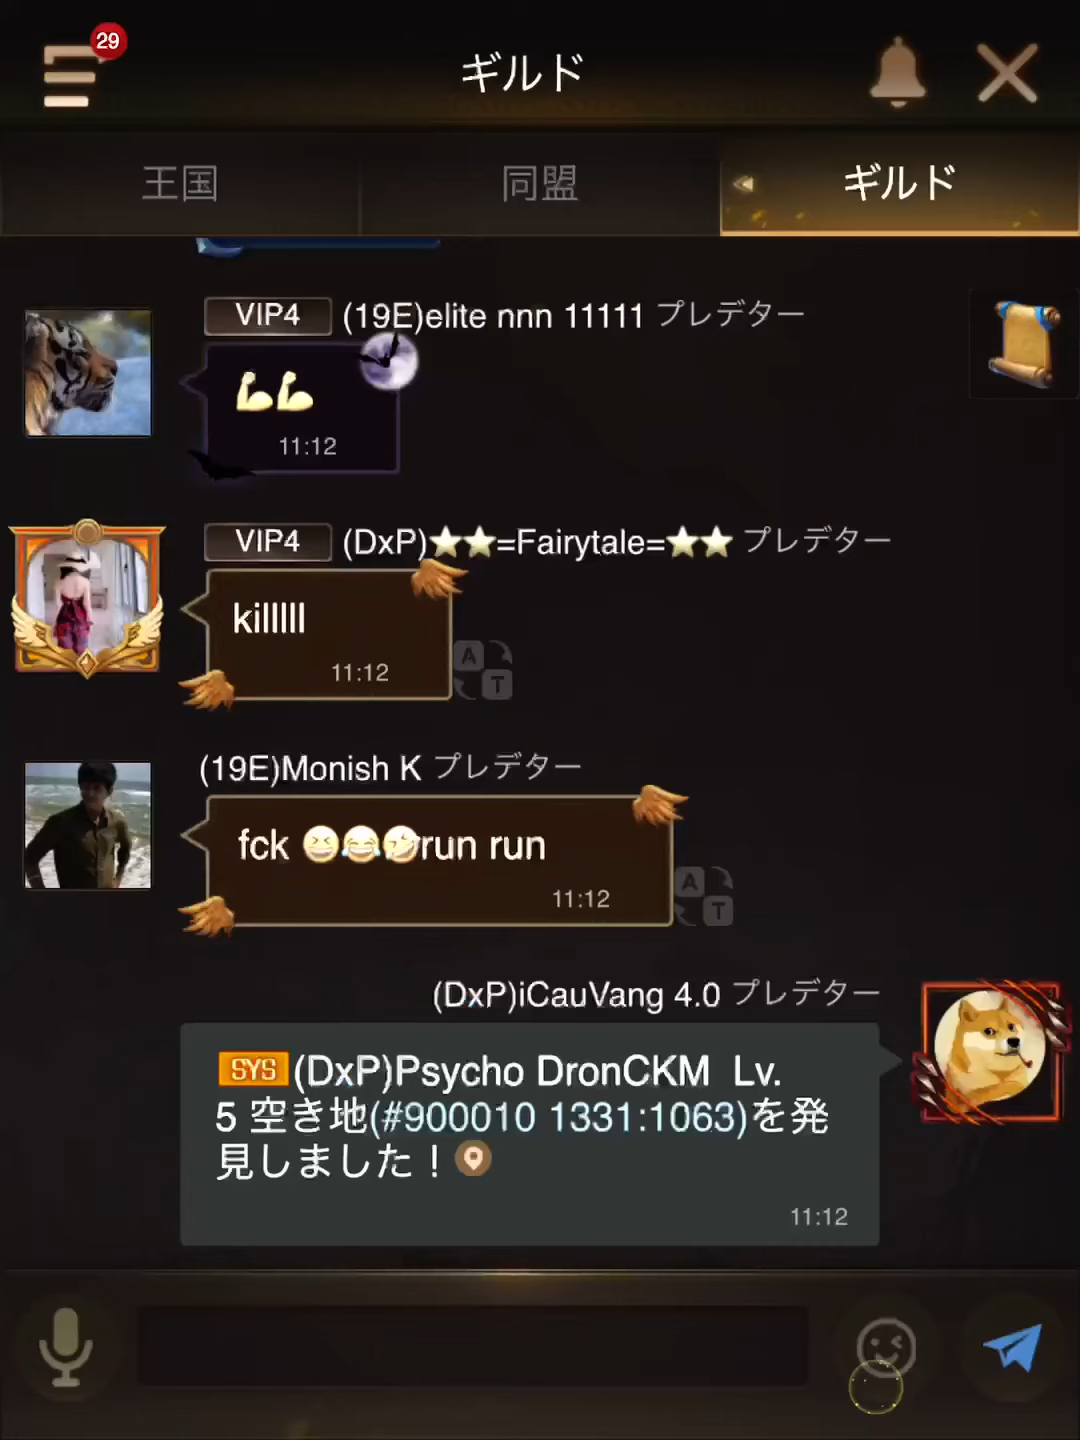 29
ギルド
王国
同盟
ギルド
VIP4 (19E)elite nnn 11111 プレデター
💪💪
11:12
VIP4 (DxP)⭐⭐=Fairytale=⭐⭐ プレデター
killllll
11:12
A
T
(19E)Monish K プレデター
fck 😆😂🤣run run
11:12
A
T
(DxP)iCauVang 4.0 プレデター
SYS (DxP)Psycho DronCKM Lv.
5 空き地(#900010 1331:1063)を発
見しました！
11:12